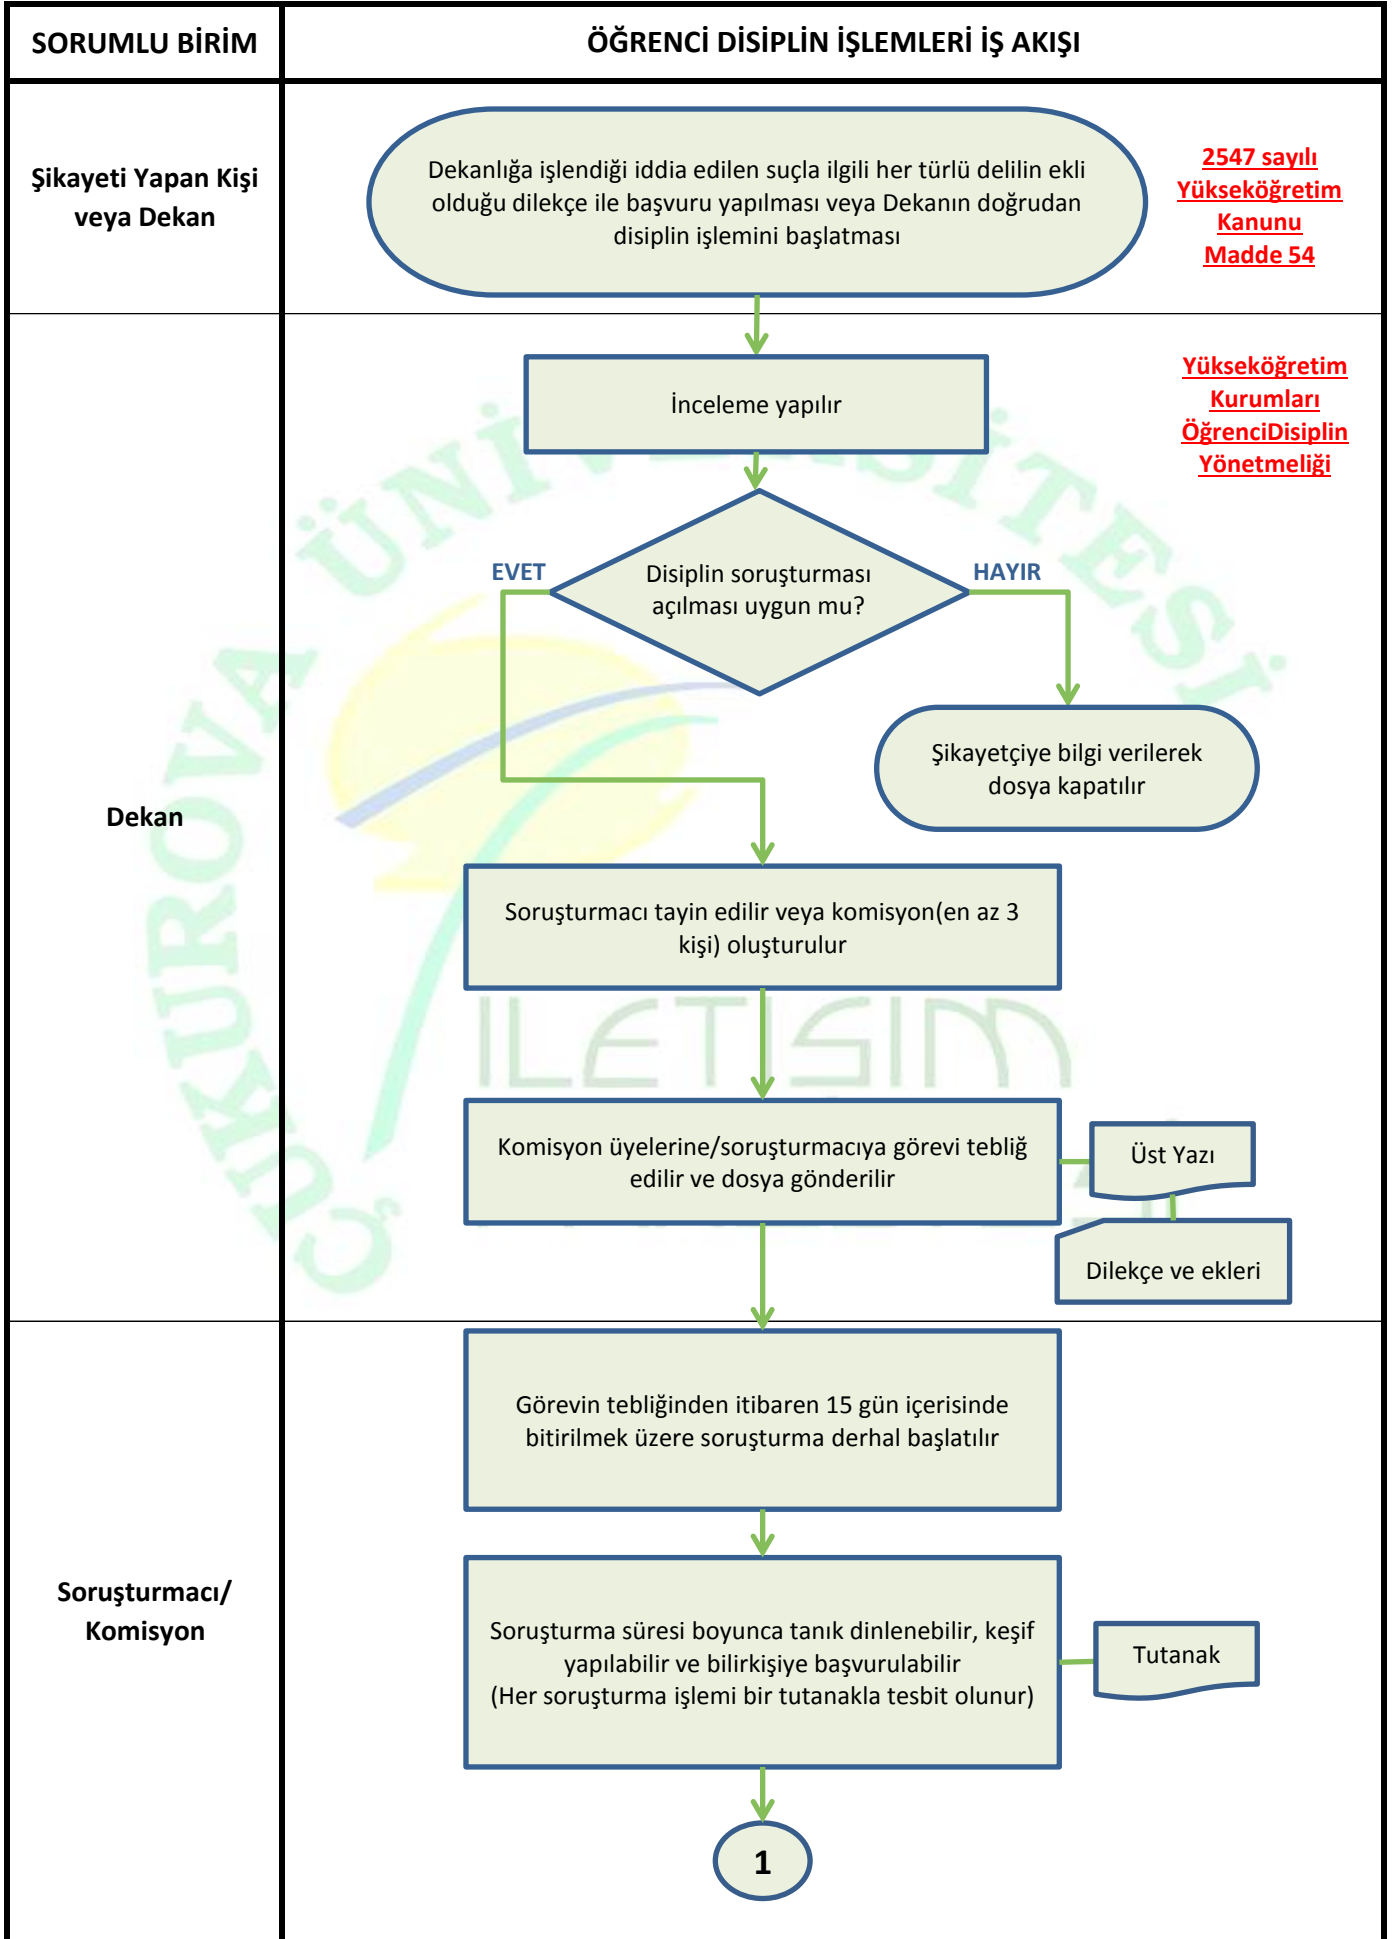 SORUMLU BİRİM
ÖĞRENCİ DİSİPLİN İŞLEMLERİ İŞ AKIŞI
Şikayeti Yapan Kişi
veya Dekan
Dekanlığa işlendiği iddia edilen suçla ilgili her türlü delilin ekli
olduğu dilekçe ile başvuru yapılması veya Dekanın doğrudan
disiplin işlemini başlatması
2547 sayılı
Yükseköğretim
Kanunu
Madde 54
Dekan
İnceleme yapılır
Yükseköğretim
Kurumları
ÖğrenciDisiplin
Yönetmeliği
EVET
Disiplin soruşturması
açılması uygun mu?
HAYIR
Şikayetçiye bilgi verilerek
dosya kapatılır
Soruşturmacı tayin edilir veya komisyon(en az 3
kişi) oluşturulur
Komisyon üyelerine/soruşturmacıya görevi tebliğ
edilir ve dosya gönderilir
Üst Yazı
Dilekçe ve ekleri
Soruşturmacı/
Komisyon
Görevin tebliğinden itibaren 15 gün içerisinde
bitirilmek üzere soruşturma derhal başlatılır
Soruşturma süresi boyunca tanık dinlenebilir, keşif
yapılabilir ve bilirkişiye başvurulabilir
(Her soruşturma işlemi bir tutanakla tesbit olunur)
Tutanak
1
ÇUKUROVA ÜNİVERSİTESİ
ILETISIM